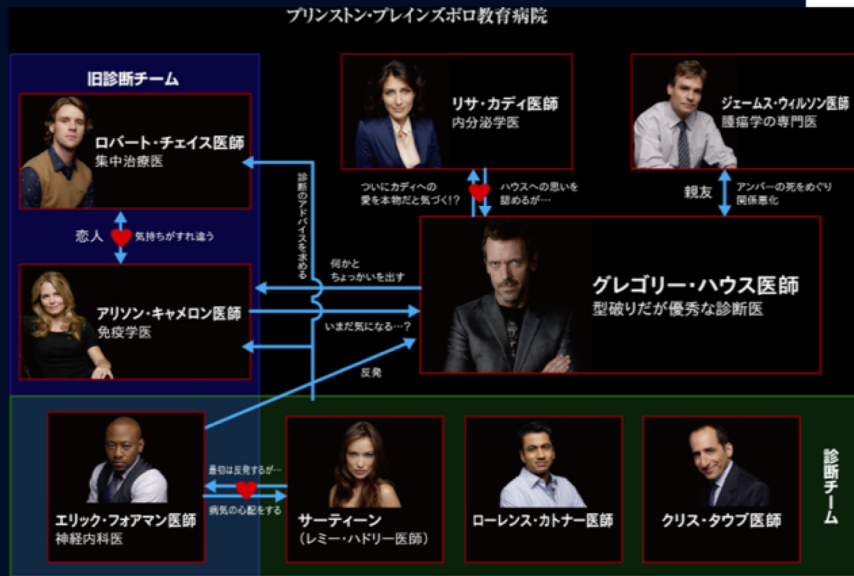 プリンストン・プレインズボロ教育病院
旧診断チーム
ロバート・チェイス医師
集中治療医
リサ・カディ医師
内分泌学医
ジェームス・ウィルソン医師
腫瘍学の専門医
恋人
気持ちがすれ違う
診断のアドバイスを求める
ついにカディへの
愛を本物だと気づく!?
ハウスへの思いを
認めるが…
親友
アンバーの死をめぐり
関係悪化
アリソン・キャメロン医師
免疫学医
何かと
ちょっかいを出す
いまだ気になる…?
反発
グレゴリー・ハウス医師
型破りだが優秀な診断医
エリック・フォアマン医師
神経内科医
最初は反発するが…
病気の心配をする
サーティーン
(レミー・ハドリー医師)
ローレンス・カトナー医師
クリス・タウブ医師
診断チーム